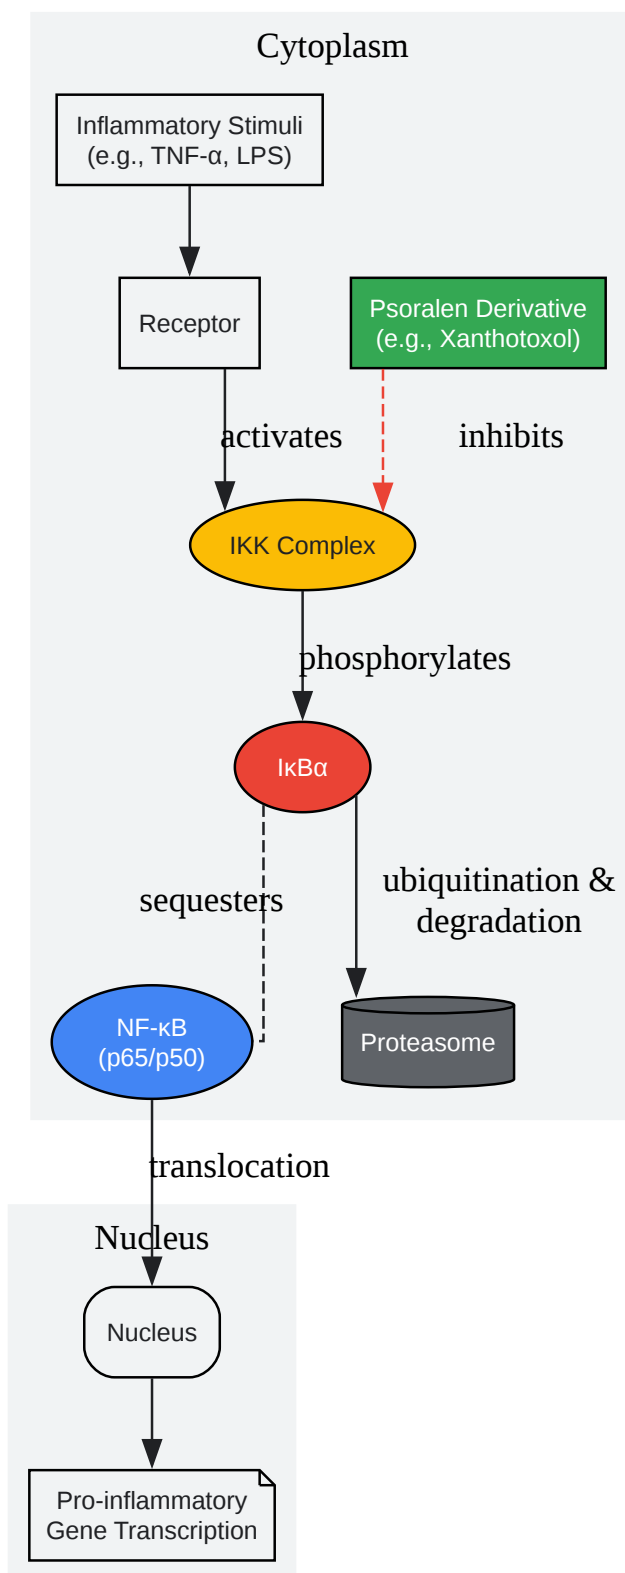 Cytoplasm
Inflammatory Stimuli
(e.g., TNF-α, LPS)
Receptor
Psoralen Derivative
(e.g., Xanthotoxol)
activates
inhibits
IKK Complex
phosphorylates
IκBα
sequesters
ubiquitination &
degradation
NF-κB
(p65/p50)
Proteasome
translocation
Nucleus
Nucleus
Pro-inflammatory
Gene Transcription